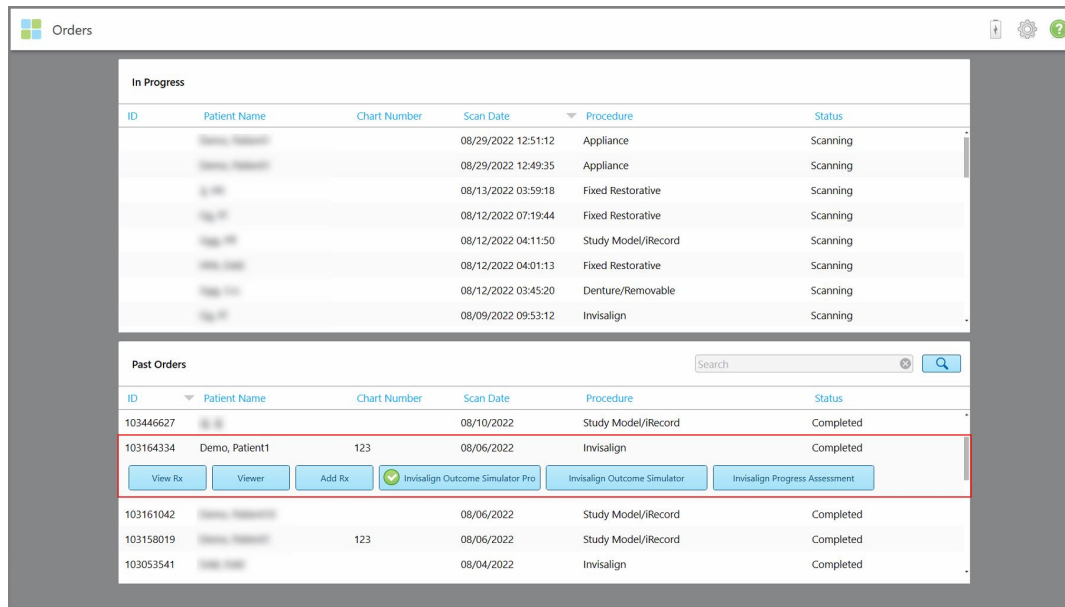 Orders
In Progress
ID Patient Name Chart Number Scan Date Procedure Status
08/29/2022 12:51:12 Appliance Scanning
08/29/2022 12:49:35 Appliance Scanning
08/13/2022 03:59:18 Fixed Restorative Scanning
08/12/2022 07:19:44 Fixed Restorative Scanning
08/12/2022 04:11:50 Study Model/iRecord Scanning
08/12/2022 04:01:13 Fixed Restorative Scanning
08/12/2022 03:45:20 Denture/Removable Scanning
08/09/2022 09:53:12 Invisalign Scanning
Past Orders Search
ID Patient Name Chart Number Scan Date Procedure Status
103446627 08/10/2022 Study Model/iRecord Completed
103164334 Demo, Patient1 123 08/06/2022 Invisalign Completed
View Rx Viewer Add Rx Invisalign Outcome Simulator Pro Invisalign Outcome Simulator Invisalign Progress Assessment
103161042 08/06/2022 Study Model/iRecord Completed
103158019 123 08/06/2022 Study Model/iRecord Completed
103053541 08/04/2022 Invisalign Completed